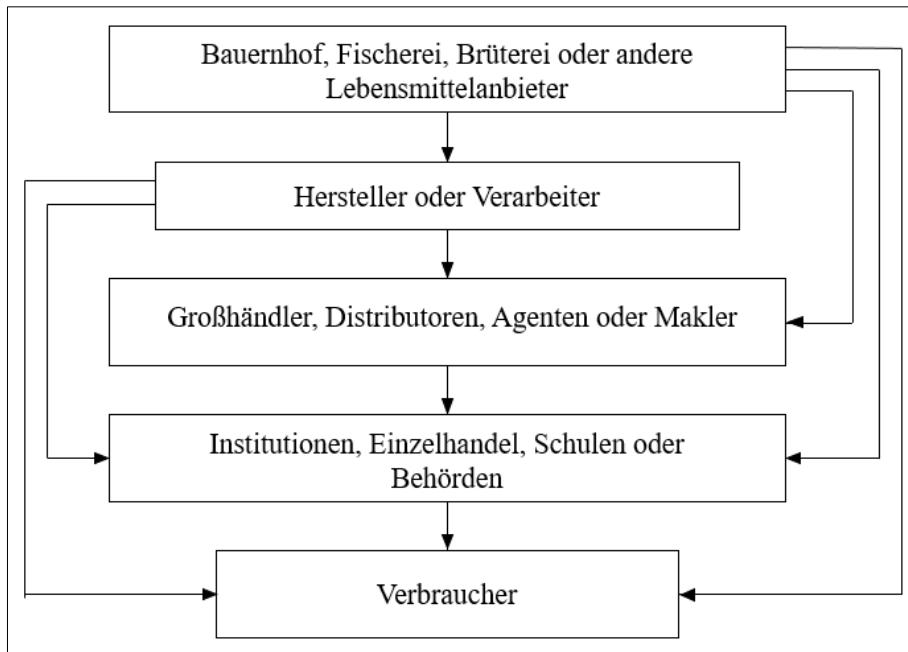 Bauernhof, Fischerei, Brüterei oder andere
Lebensmittelanbieter
Hersteller oder Verarbeiter
Großhändler, Distributoren, Agenten oder Makler
Institutionen, Einzelhandel, Schulen oder
Behörden
Verbraucher